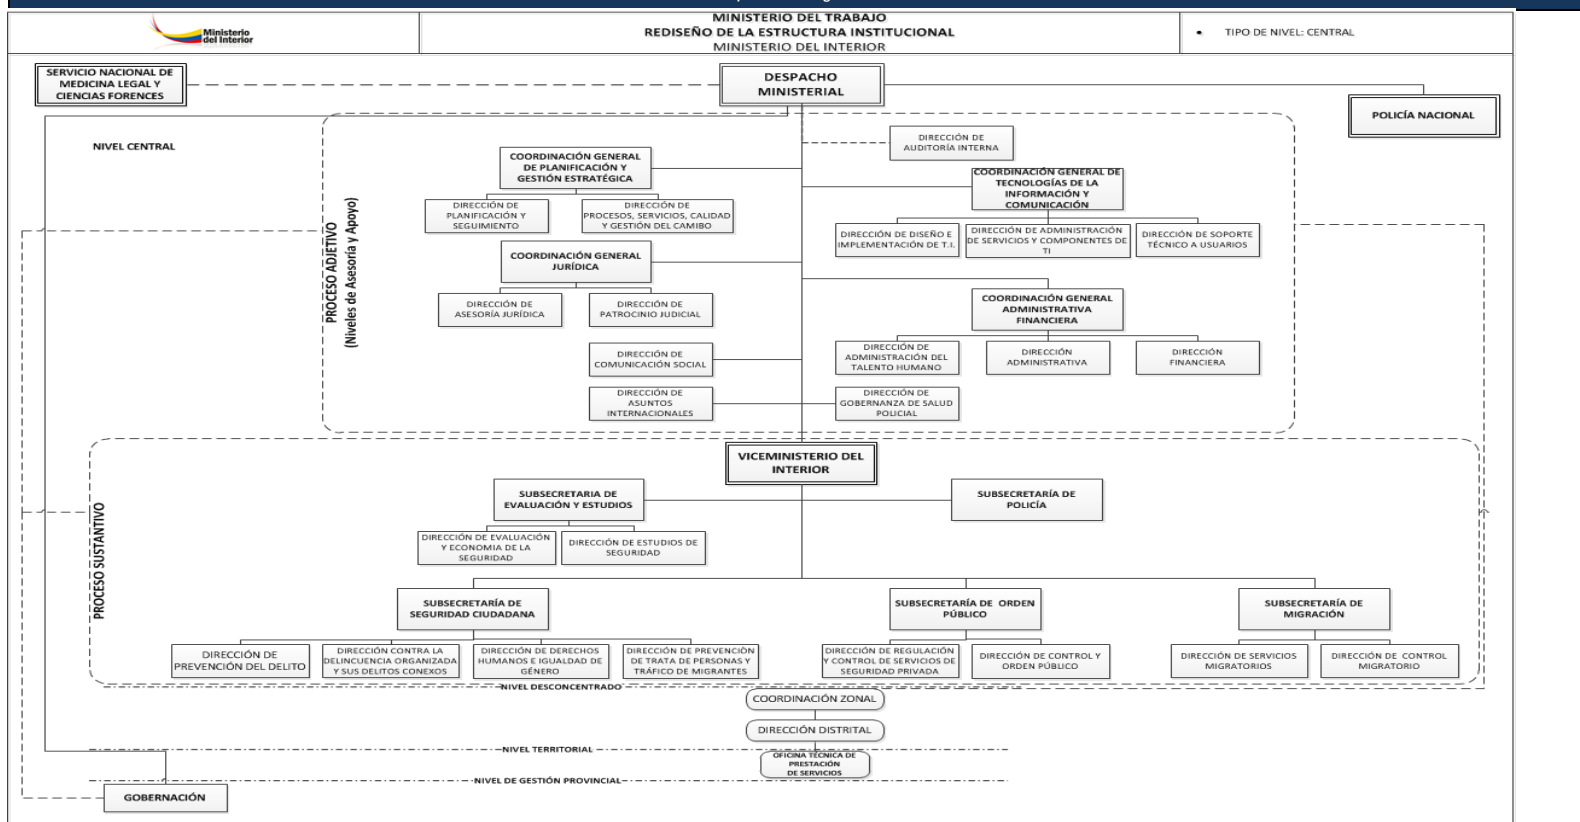 Ministerio
del Interior
MINISTERIO DEL TRABAJO
REDISEÑO DE LA ESTRUCTURA INSTITUCIONAL
MINISTERIO DEL INTERIOR
• TIPO DE NIVEL: CENTRAL
SERVICIO NACIONAL DE
MEDICINA LEGAL Y
CIENCIAS FORENCES
DESPACHO
MINISTERIAL
POLICÍA NACIONAL
NIVEL CENTRAL
DIRECCIÓN DE
AUDITORÍA INTERNA
PROCESO ADJETIVO
(Niveles de Asesoría y Apoyo)
COORDINACIÓN GENERAL
DE PLANIFICACIÓN Y
GESTIÓN ESTRATÉGICA
DIRECCIÓN DE
PLANIFICACIÓN Y
SEGUIMIENTO
DIRECCIÓN DE
PROCESOS, SERVICIOS, CALIDAD
Y GESTIÓN DEL CAMIBO
COORDINACIÓN GENERAL DE
TECNOLOGÍAS DE LA
INFORMACIÓN Y
COMUNICACIÓN
DIRECCIÓN DE DISEÑO E
IMPLEMENTACIÓN DE T.I.
DIRECCIÓN DE ADMINISTRACIÓN
DE SERVICIOS Y COMPONENTES DE
TI
DIRECCIÓN DE SOPORTE
TÉCNICO A USUARIOS
COORDINACIÓN GENERAL
JURÍDICA
DIRECCIÓN DE
ASESORÍA JURÍDICA
DIRECCIÓN DE
PATROCINIO JUDICIAL
COORDINACIÓN GENERAL
ADMINISTRATIVA
FINANCIERA
DIRECCIÓN DE
ADMINISTRACIÓN DEL
TALENTO HUMANO
DIRECCIÓN
ADMINISTRATIVA
DIRECCIÓN
FINANCIERA
DIRECCIÓN DE
COMUNICACIÓN SOCIAL
DIRECCIÓN DE
ASUNTOS
INTERNACIONALES
DIRECCIÓN DE
GOBERNANZA DE SALUD
POLICIAL
PROCESO SUSTANTIVO
VICEMINISTERIO DEL
INTERIOR
SUBSECRETARIA DE
EVALUACIÓN Y ESTUDIOS
SUBSECRETARÍA DE
POLICÍA
DIRECCIÓN DE EVALUACIÓN
Y ECONOMIA DE LA
SEGURIDAD
DIRECCIÓN DE ESTUDIOS DE
SEGURIDAD
SUBSECRETARÍA DE
SEGURIDAD CIUDADANA
SUBSECRETARÍA DE ORDEN
PÚBLICO
SUBSECRETARÍA DE
MIGRACIÓN
DIRECCIÓN DE
PREVENCIÓN DEL DELITO
DIRECCIÓN CONTRA LA
DELINCUENCIA ORGANIZADA
Y SUS DELITOS CONEXOS
DIRECCIÓN DE DERECHOS
HUMANOS E IGUALDAD DE
GÉNERO
DIRECCIÓN DE PREVENCIÒN
DE TRATA DE PERSONAS Y
TRÁFICO DE MIGRANTES
DIRECCIÓN DE REGULACIÓN
Y CONTROL DE SERVICIOS DE
SEGURIDAD PRIVADA
DIRECCIÓN DE CONTROL Y
ORDEN PÚBLICO
DIRECCIÓN DE SERVICIOS
MIGRATORIOS
DIRECCIÓN DE CONTROL
MIGRATORIO
NIVEL DESCONCENTRADO
COORDINACIÓN ZONAL
DIRECCIÓN DISTRITAL
NIVEL TERRITORIAL
OFICINA TÉCNICA DE
PRESTACIÓN
DE SERVICIOS
NIVEL DE GESTIÓN PROVINCIAL
GOBERNACIÓN